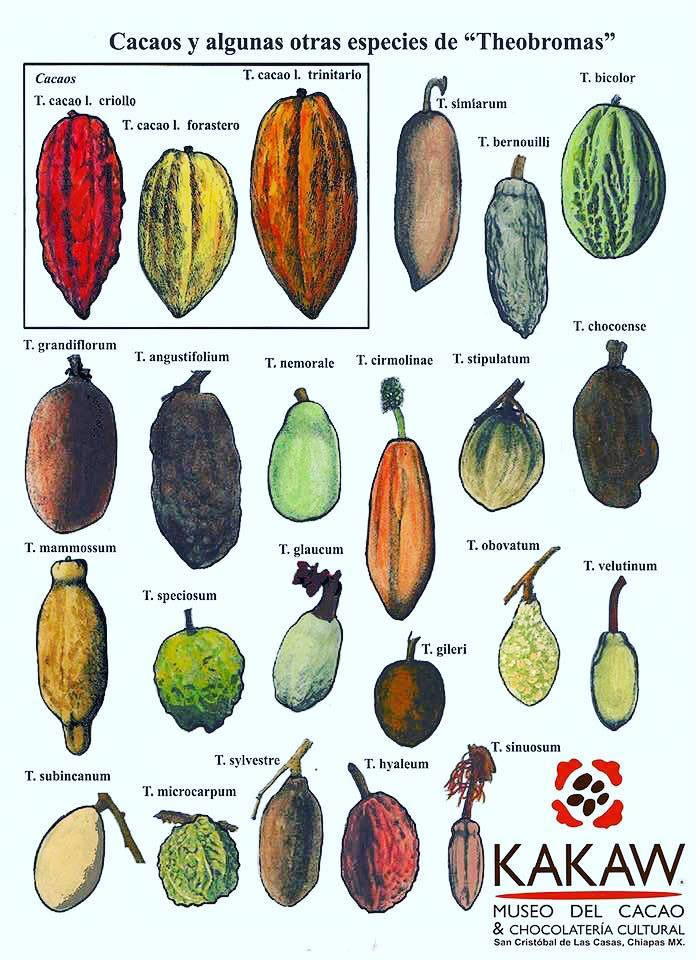 Cacaos y algunas otras especies de “Theobromas”
Cacaos
T. cacao l. criollo
T. cacao l. forastero
T. cacao l. trinitario
T. simiarum
T. bernouilli
T. bicolor
T. grandiflorum
T. angustifolium
T. nemorale
T. cirmolinae
T. stipulatum
T. chocoense
T. mammossum
T. speciosum
T. glaucum
T. gileri
T. obovatum
T. velutinum
T. subincanum
T. microcarpum
T. sylvestre
T. hyaleum
T. sinuosum
KAKAW
MUSEO DEL CACAO
& CHOCOLATERÍA CULTURAL
San Cristóbal de Las Casas, Chiapas MX.